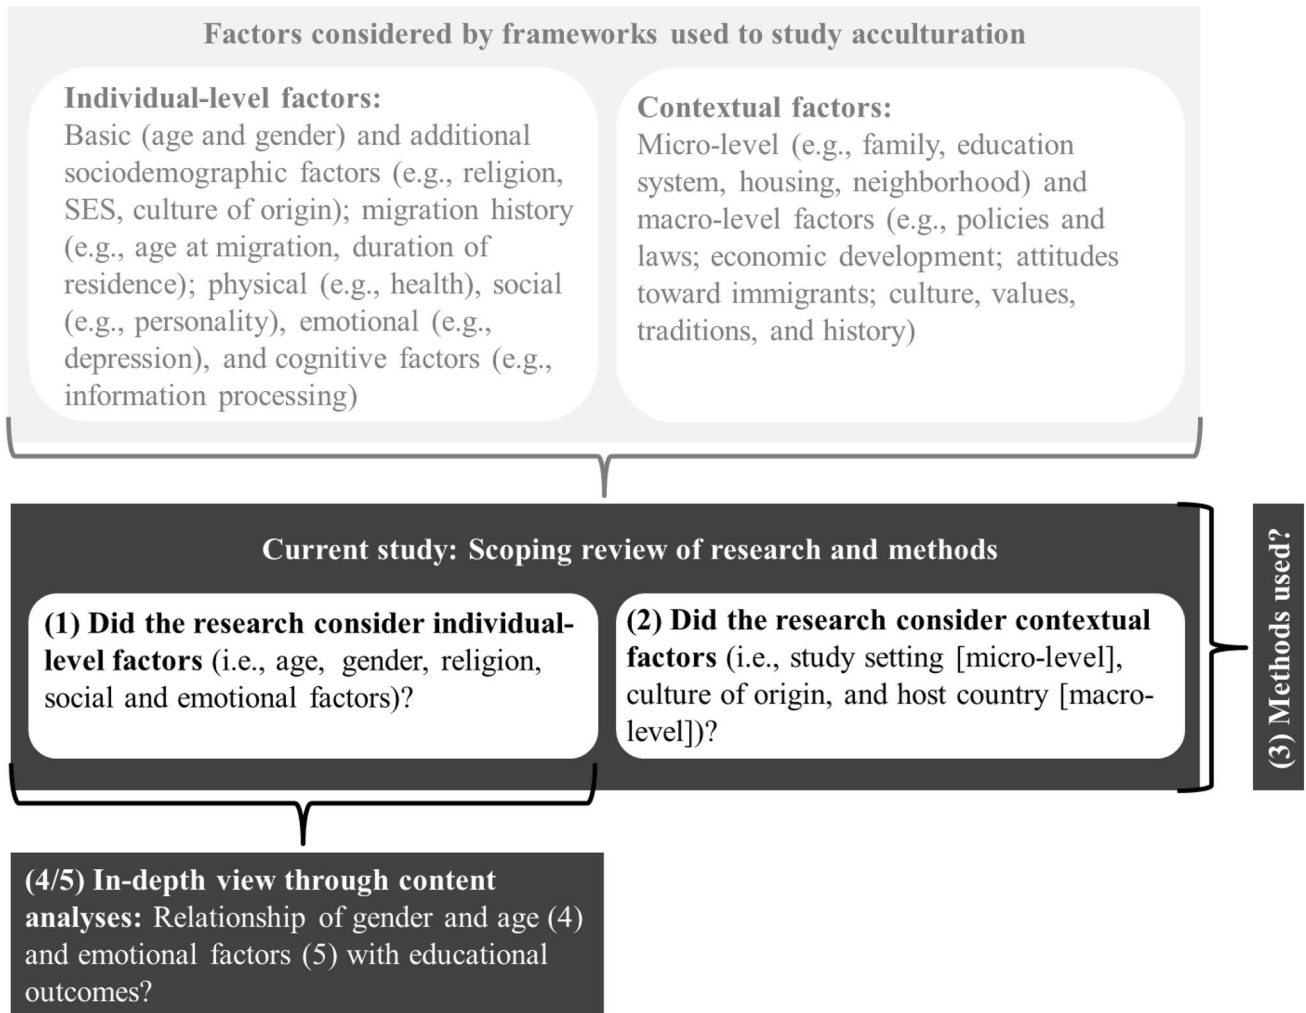 Factors considered by frameworks used to study acculturation
Individual-level factors:
Basic (age and gender) and additional
sociodemographic factors (e.g., religion,
SES, culture of origin); migration history
(e.g., age at migration, duration of
residence); physical (e.g., health), social
(e.g., personality), emotional (e.g.,
depression), and cognitive factors (e.g.,
information processing)
Contextual factors:
Micro-level (e.g., family, education
system, housing, neighborhood) and
macro-level factors (e.g., policies and
laws; economic development; attitudes
toward immigrants; culture, values,
traditions, and history)
Current study: Scoping review of research and methods
(1) Did the research consider individual-
level factors (i.e., age, gender, religion,
social and emotional factors)?
(2) Did the research consider contextual
factors (i.e., study setting [micro-level],
culture of origin, and host country [macro-
level])?
(3) Methods used?
(4/5) In-depth view through content
analyses: Relationship of gender and age (4)
and emotional factors (5) with educational
outcomes?